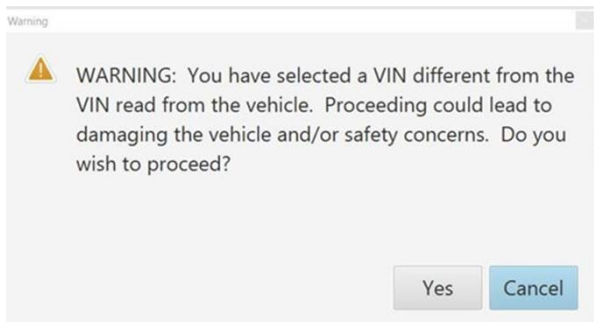 Warning
WARNING: You have selected a VIN different from the
VIN read from the vehicle. Proceeding could lead to
damaging the vehicle and/or safety concerns. Do you
wish to proceed?
Yes Cancel